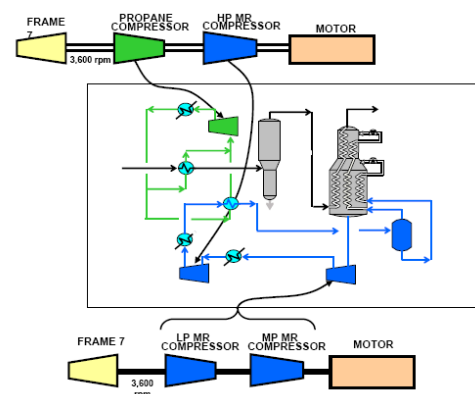 FRAME
7
PROPANE
COMPRESSOR
HP MR
COMPRESSOR
MOTOR
3,600 rpm
FRAME 7
LP MR
COMPRESSOR
MP MR
COMPRESSOR
MOTOR
3,600
rpm